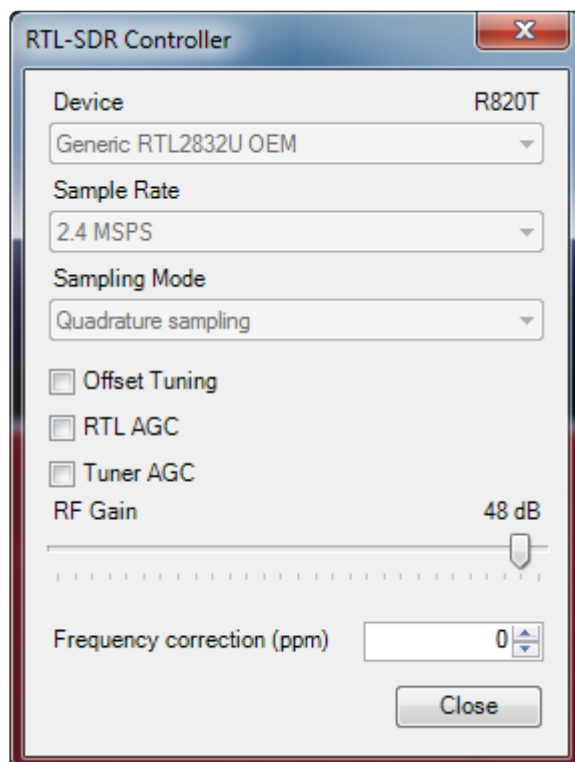 RTL-SDR Controller
Device R820T
Generic RTL2832U OEM
Sample Rate
2.4 MSPS
Sampling Mode
Quadrature sampling
Offset Tuning
RTL AGC
Tuner AGC
RF Gain 48 dB
Frequency correction (ppm) 0
Close